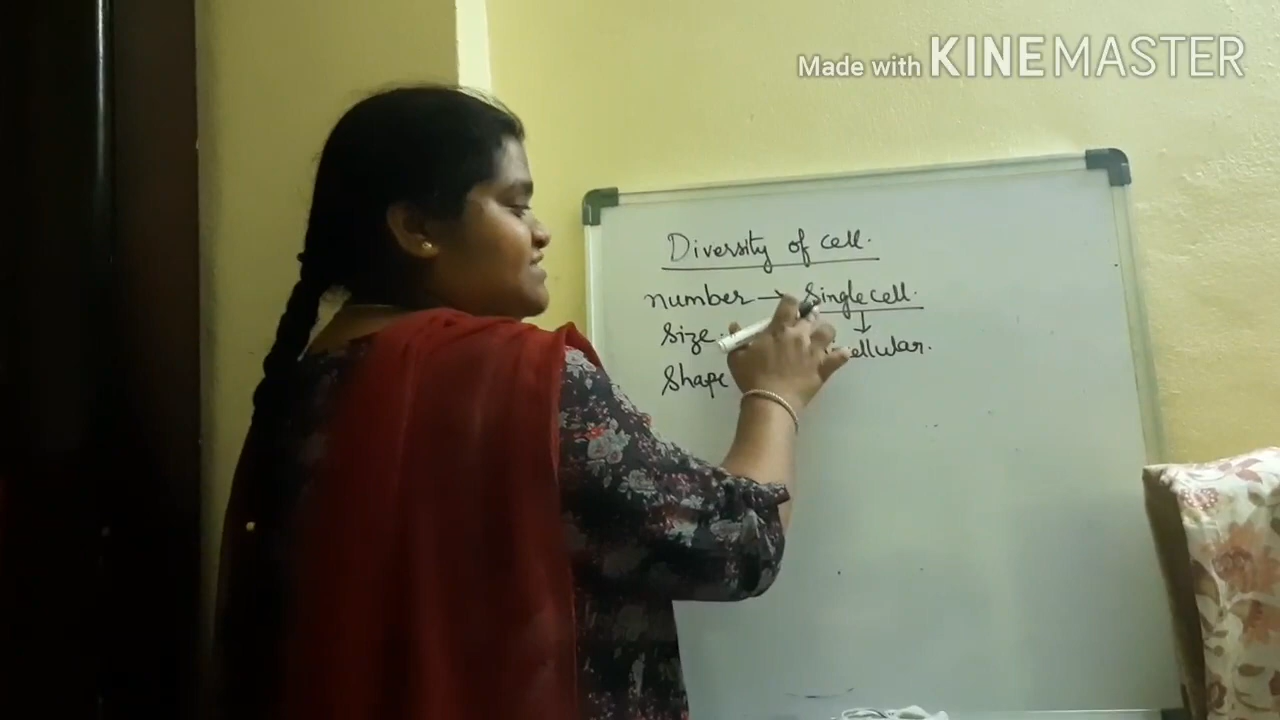 Made with KINEMASTER
Diversity of cell.
number → Single cell.
Size.
↓
Shape